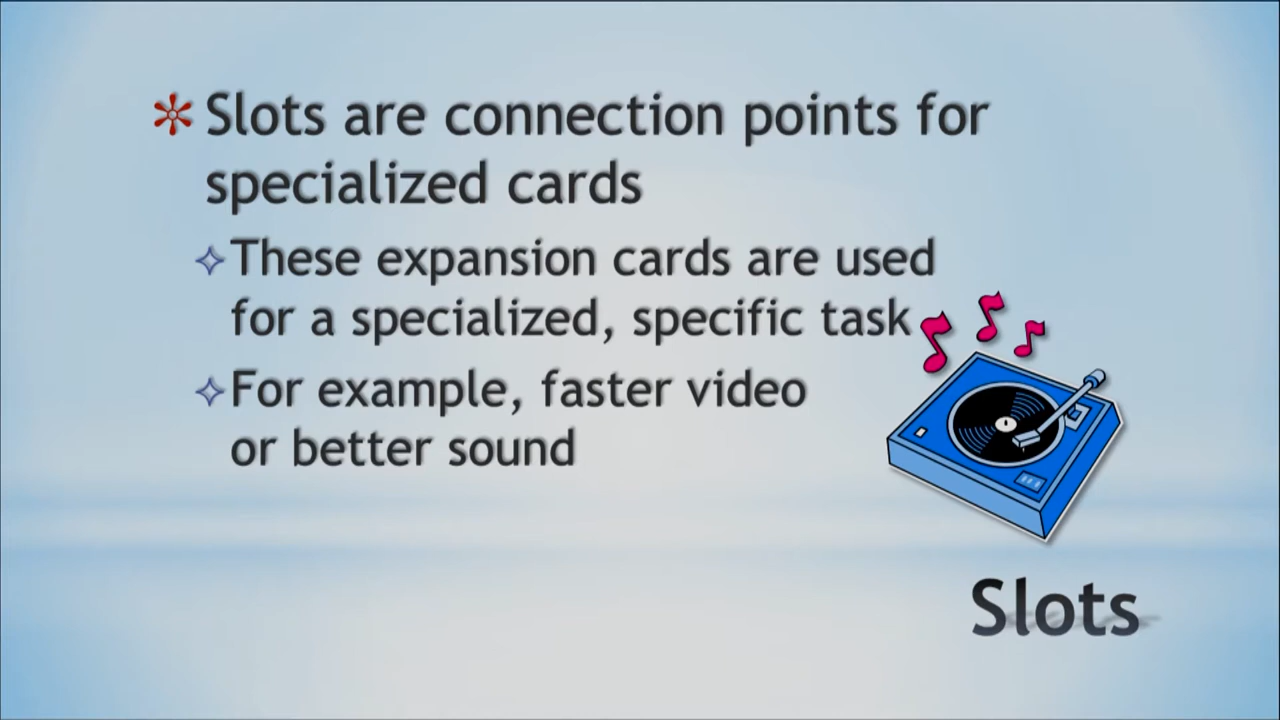 Slots are connection points for
specialized cards
These expansion cards are used
for a specialized, specific task
For example, faster video
or better sound
Slots